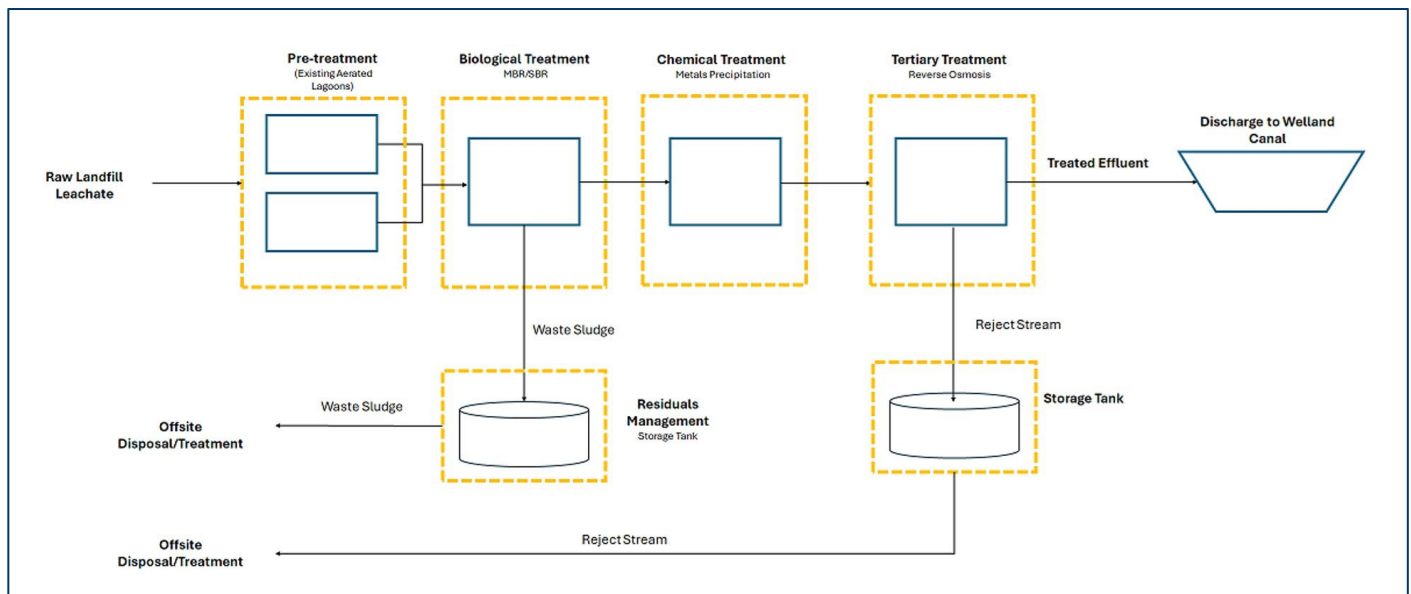 Pre-treatment
(Existing Aerated
Lagoons)
Biological Treatment
MBR/SBR
Chemical Treatment
Metals Precipitation
Tertiary Treatment
Reverse Osmosis
Discharge to Welland
Canal
Raw Landfill
Leachate
Treated Effluent
Waste Sludge
Reject Stream
Waste Sludge
Offsite
Disposal/Treatment
Residuals
Management
Storage Tank
Storage Tank
Reject Stream
Offsite
Disposal/Treatment